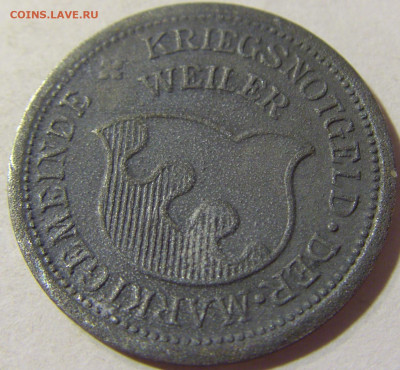 COINS.LAVE.RU
KRIEGSNOTGELD · DER · MARKTGEMEINDE
WEILER